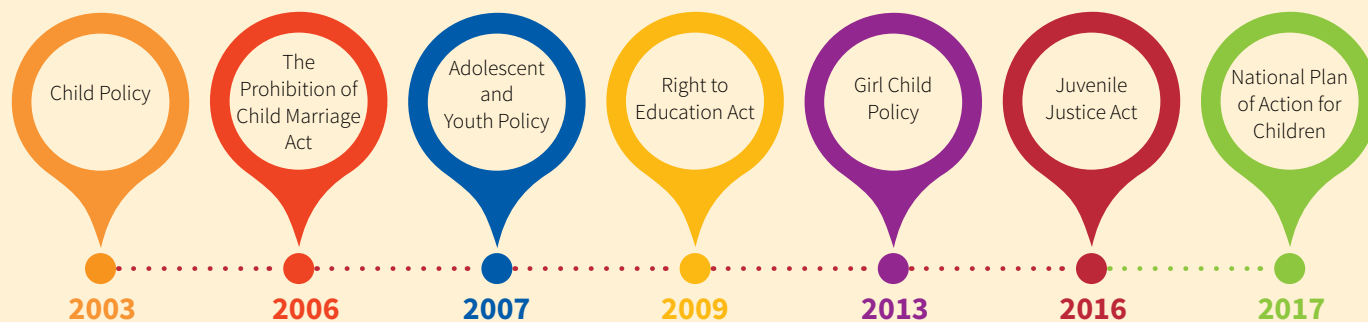 Child Policy
The
Prohibition of
Child Marriage
Act
Adolescent
and
Youth Policy
Right to
Education Act
Girl Child
Policy
Juvenile
Justice Act
National Plan
of Action for
Children
2003
2006
2007
2009
2013
2016
2017